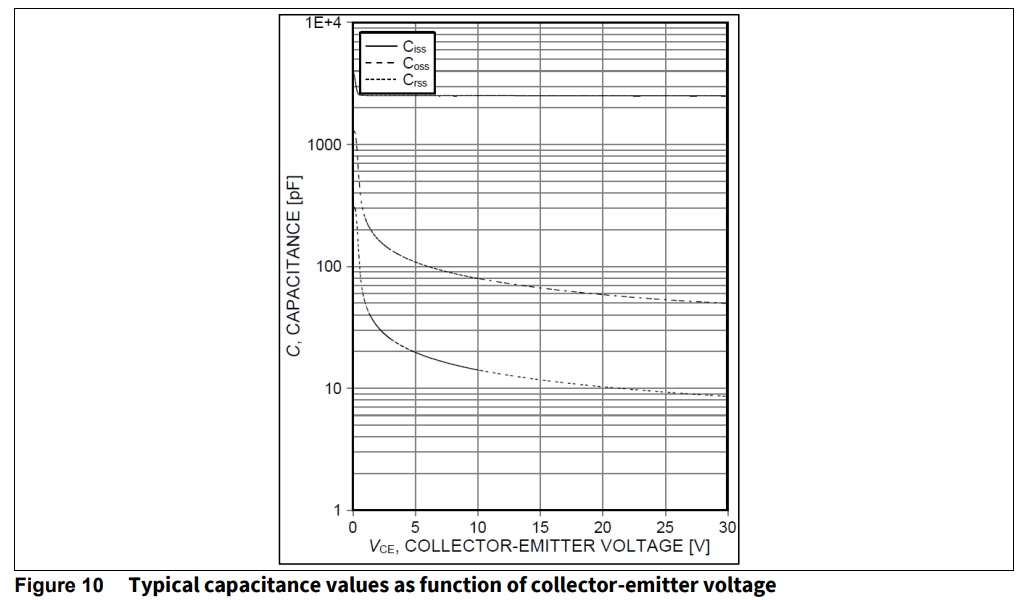 1E+4
Ciss
Coss
Crss
1000
100
10
1
C, CAPACITANCE [pF]
0 5 10 15 20 25 30
VCE, COLLECTOR-EMITTER VOLTAGE [V]
Figure 10 Typical capacitance values as function of collector-emitter voltage